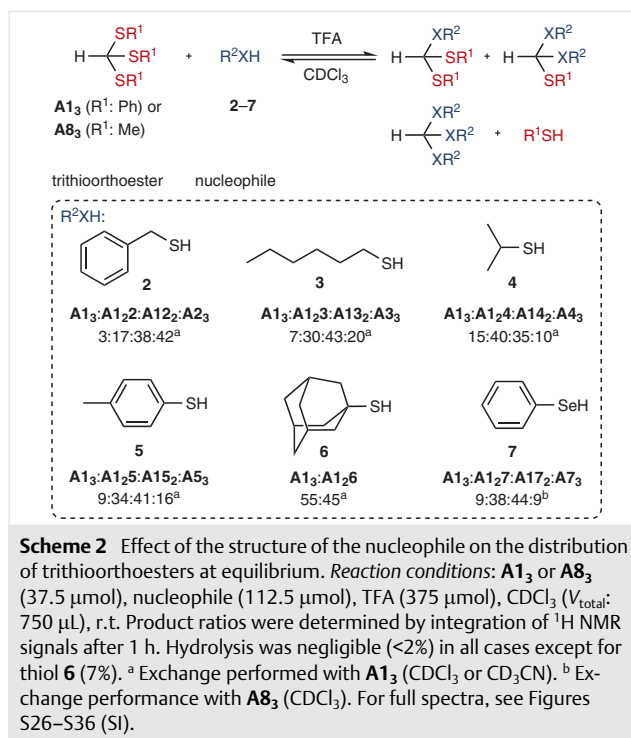 SR¹ XR² XR²
H SR¹ + R²XH TFA H SR¹ + H XR²
SR¹ CDCl₃ SR¹ SR¹
A1₃ (R¹: Ph) or 2–7 XR²
A8₃ (R¹: Me) H XR² + R¹SH
XR²
trithioorthoester nucleophile
R²XH:
SH SH SH
2 3 4
A1₃:A1₂2:A12₂:A2₃ A1₃:A1₂3:A13₂:A3₃ A1₃:A1₂4:A14₂:A4₃
3:17:38:42ᵃ 7:30:43:20ᵃ 15:40:35:10ᵃ
SH SH SeH
5 6 7
A1₃:A1₂5:A15₂:A5₃ A1₃:A1₂6 A1₃:A1₂7:A17₂:A7₃
9:34:41:16ᵃ 55:45ᵃ 9:38:44:9ᵇ
Scheme 2 Effect of the structure of the nucleophile on the distribution
of trithioorthoesters at equilibrium. Reaction conditions: A1₃ or A8₃
(37.5 μmol), nucleophile (112.5 μmol), TFA (375 μmol), CDCl₃ (Vtotal:
750 μL), r.t. Product ratios were determined by integration of ¹H NMR
signals after 1 h. Hydrolysis was negligible (<2%) in all cases except for
thiol 6 (7%). ᵃ Exchange performed with A1₃ (CDCl₃ or CD₃CN). ᵇ Ex-
change performance with A8₃ (CDCl₃). For full spectra, see Figures
S26–S36 (SI).